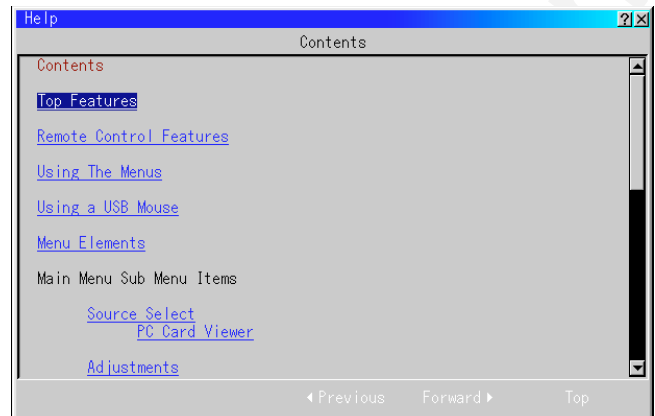 Help
Contents
Contents
Top Features
Remote Control Features
Using The Menus
Using a USB Mouse
Menu Elements
Main Menu Sub Menu Items
Source Select
PC Card Viewer
Adjustments
Previous Forward Top